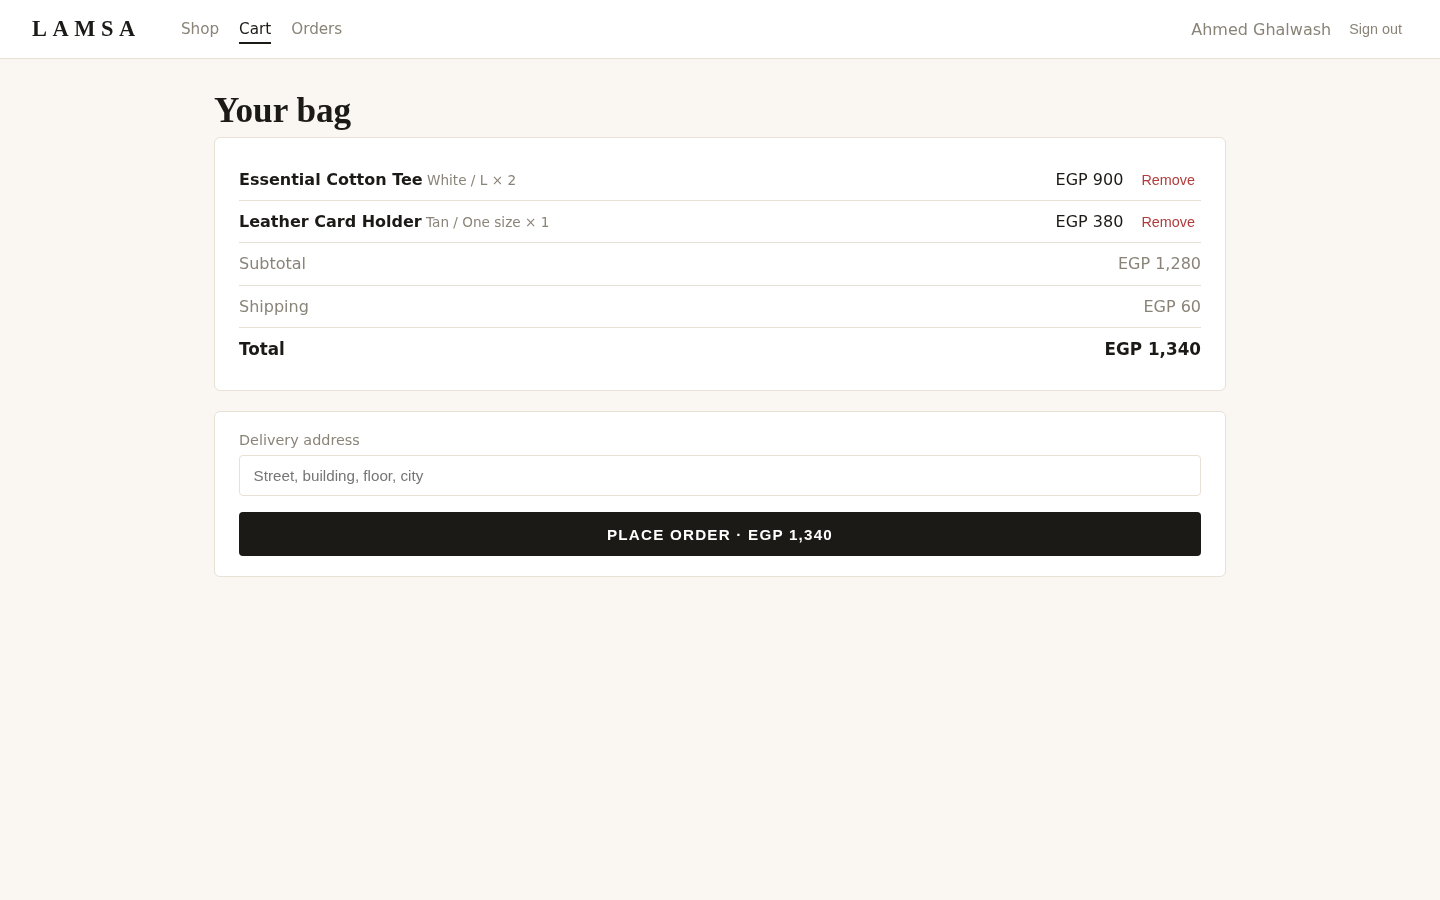 LAMSA Shop Cart Orders Ahmed Ghalwash Sign out
Your bag
Essential Cotton Tee White / L × 2 EGP 900 Remove
Leather Card Holder Tan / One size × 1 EGP 380 Remove
Subtotal EGP 1,280
Shipping EGP 60
Total EGP 1,340
Delivery address
Street, building, floor, city
PLACE ORDER · EGP 1,340